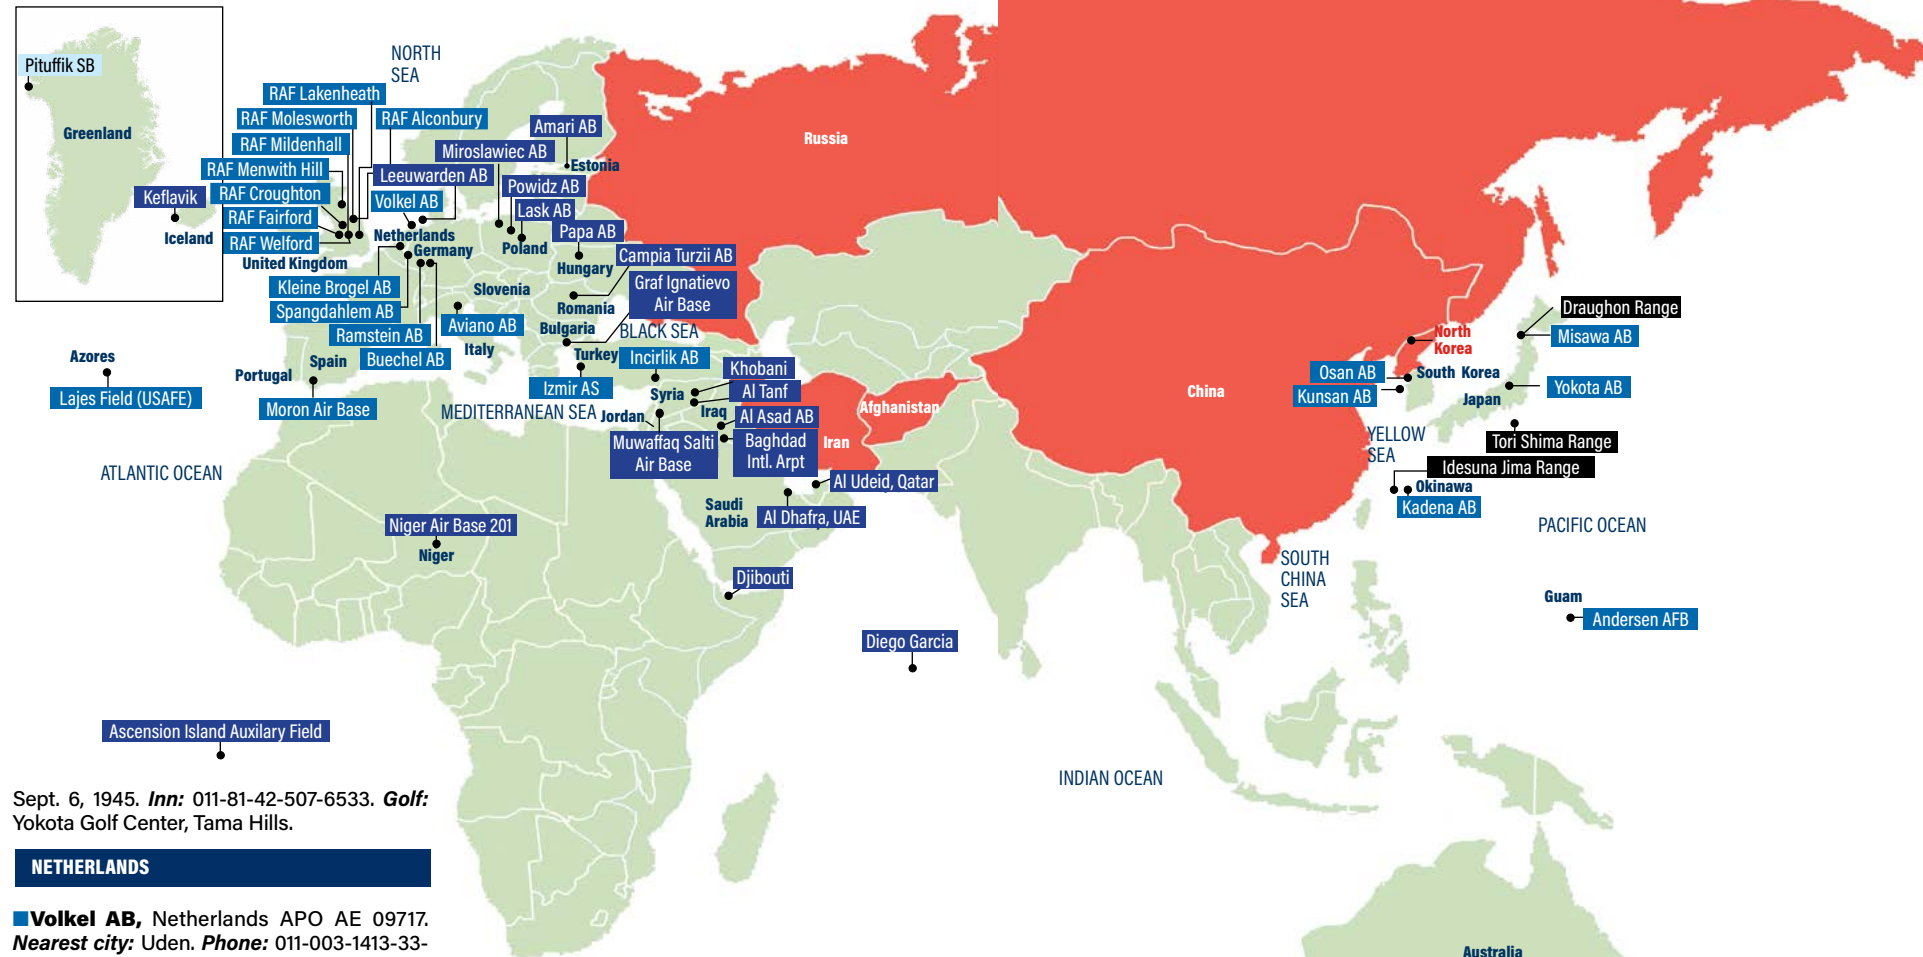 NORTH
SEA
Pituffik SB
Greenland
RAF Lakenheath
RAF Molesworth
RAF Alconbury
RAF Mildenhall
Amari AB
Miroslawiec AB
Estonia
RAF Menwith Hill
Leeuwarden AB
Powidz AB
Keflavik
RAF Croughton
Volkel AB
Lask AB
RAF Fairford
Papa AB
Iceland
RAF Welford
Netherlands
Germany
Poland
United Kingdom
Hungary
Campia Turzii AB
Kleine Brogel AB
Slovenia
Graf Ignatievo
Air Base
Spangdahlem AB
Romania
Ramstein AB
Aviano AB
Bulgaria
BLACK SEA
Buechel AB
Italy
Turkey
Incirlik AB
Azores
Spain
Portugal
Lajes Field (USAFE)
Moron Air Base
Izmir AS
Khobani
Syria
Al Tanf
MEDITERRANEAN SEA
Jordan
Iraq
Al Asad AB
Muwaffaq Salti
Air Base
Baghdad
Intl. Arpt
Iran
Afghanistan
Russia
China
ATLANTIC OCEAN
Al Udeid, Qatar
Saudi
Arabia
Al Dhafra, UAE
Niger Air Base 201
Niger
Djibouti
Diego Garcia
Ascension Island Auxilary Field
Draughon Range
Misawa AB
North
Korea
Osan AB
South Korea
Kunsan AB
Japan
Yokota AB
YELLOW
SEA
Tori Shima Range
Idesuna Jima Range
Okinawa
Kadena AB
PACIFIC OCEAN
SOUTH
CHINA
SEA
Guam
Andersen AFB
INDIAN OCEAN
Australia
Sept. 6, 1945. Inn: 011-81-42-507-6533. Golf:
Yokota Golf Center, Tama Hills.
NETHERLANDS
Volkel AB, Netherlands APO AE 09717.
Nearest city: Uden. Phone: 011-003-1413-33-